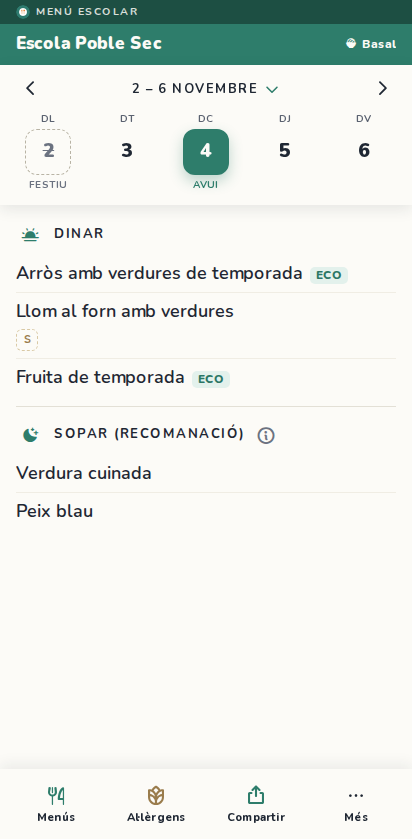 MENÚ ESCOLAR
Escola Poble Sec
Basal
2 – 6 NOVEMBRE
DL DT DC DJ DV
2 3 4 5 6
FESTIU AVUI
DINAR
Arròs amb verdures de temporada ECO
Llom al forn amb verdures
S
Fruita de temporada ECO
SOPAR (RECOMANACIÓ)
Verdura cuinada
Peix blau
Menús Al·lèrgens Compartir Més